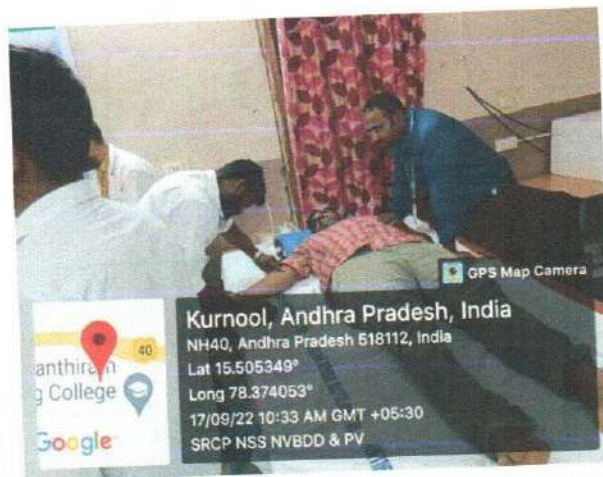 GPS Map Camera
Kurnool, Andhra Pradesh, India
NH40, Andhra Pradesh 518112, India
Lat 15.505349°
Long 78.374053°
17/09/22 10:33 AM GMT +05:30
SRCP NSS NVBDD & PV
40
anthiram
g College
Google